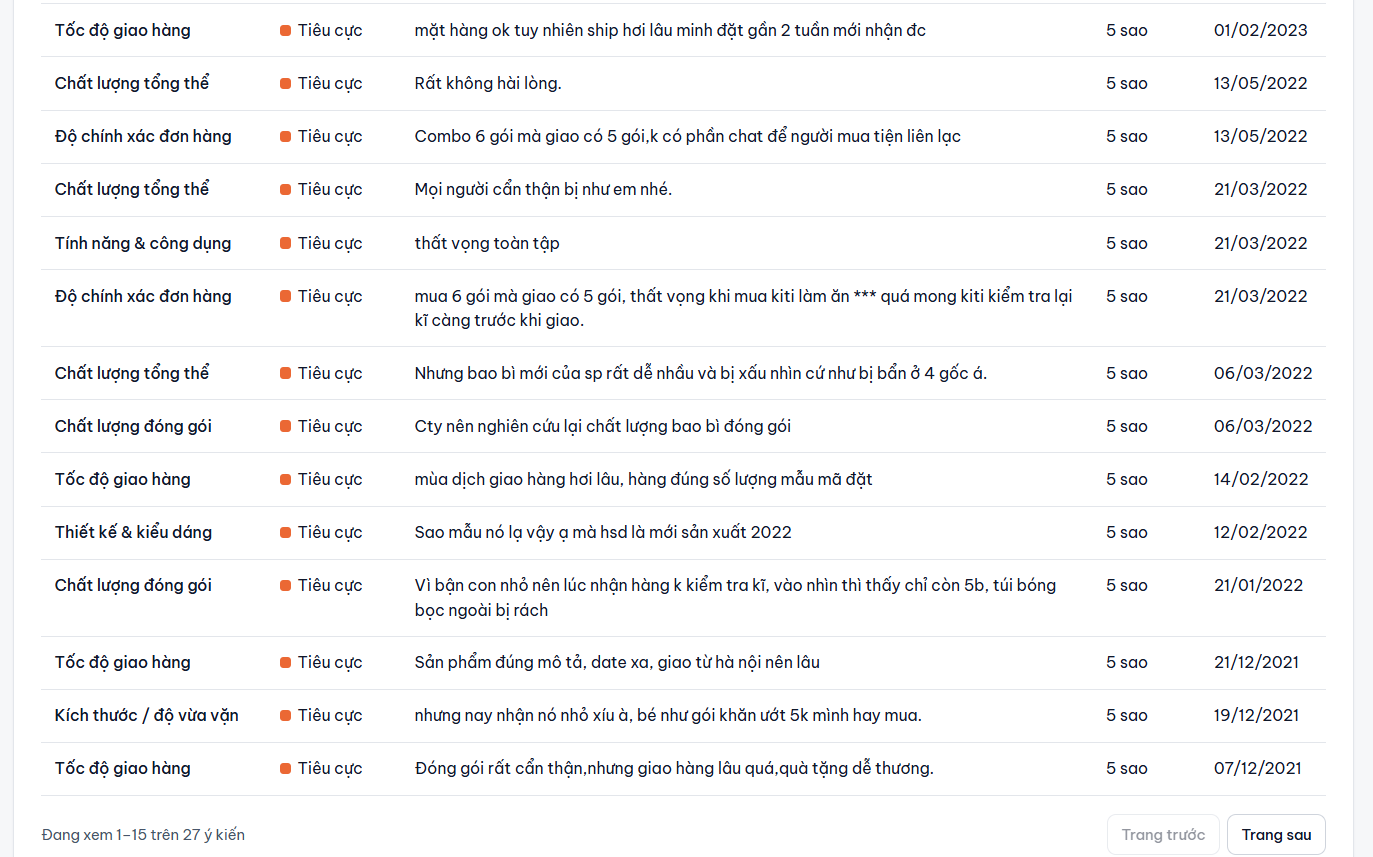 Tốc độ giao hàng Tiêu cực mặt hàng ok tuy nhiên ship hơi lâu minh đặt gần 2 tuần mới nhận đc 5 sao 01/02/2023
Chất lượng tổng thể Tiêu cực Rất không hài lòng. 5 sao 13/05/2022
Độ chính xác đơn hàng Tiêu cực Combo 6 gói mà giao có 5 gói,k có phần chat để người mua tiện liên lạc 5 sao 13/05/2022
Chất lượng tổng thể Tiêu cực Mọi người cẩn thận bị như em nhé. 5 sao 21/03/2022
Tính năng & công dụng Tiêu cực thất vọng toàn tập 5 sao 21/03/2022
Độ chính xác đơn hàng Tiêu cực mua 6 gói mà giao có 5 gói, thất vọng khi mua kiti làm ăn *** quá mong kiti kiểm tra lại 5 sao 21/03/2022
kĩ càng trước khi giao.
Chất lượng tổng thể Tiêu cực Nhưng bao bì mới của sp rất dễ nhầu và bị xấu nhìn cứ như bị bẩn ở 4 gốc á. 5 sao 06/03/2022
Chất lượng đóng gói Tiêu cực Cty nên nghiên cứu lại chất lượng bao bì đóng gói 5 sao 06/03/2022
Tốc độ giao hàng Tiêu cực mùa dịch giao hàng hơi lâu, hàng đúng số lượng mẫu mã đặt 5 sao 14/02/2022
Thiết kế & kiểu dáng Tiêu cực Sao mẫu nó lạ vậy ạ mà hsd là mới sản xuất 2022 5 sao 12/02/2022
Chất lượng đóng gói Tiêu cực Vì bận con nhỏ nên lúc nhận hàng k kiểm tra kĩ, vào nhìn thì thấy chỉ còn 5b, túi bóng 5 sao 21/01/2022
bọc ngoài bị rách
Tốc độ giao hàng Tiêu cực Sản phẩm đúng mô tả, date xa, giao từ hà nội nên lâu 5 sao 21/12/2021
Kích thước / độ vừa vặn Tiêu cực nhưng nay nhận nó nhỏ xíu à, bé như gói khăn ướt 5k mình hay mua. 5 sao 19/12/2021
Tốc độ giao hàng Tiêu cực Đóng gói rất cẩn thận,nhưng giao hàng lâu quá,quà tặng dễ thương. 5 sao 07/12/2021
Đang xem 1–15 trên 27 ý kiến Trang trước Trang sau